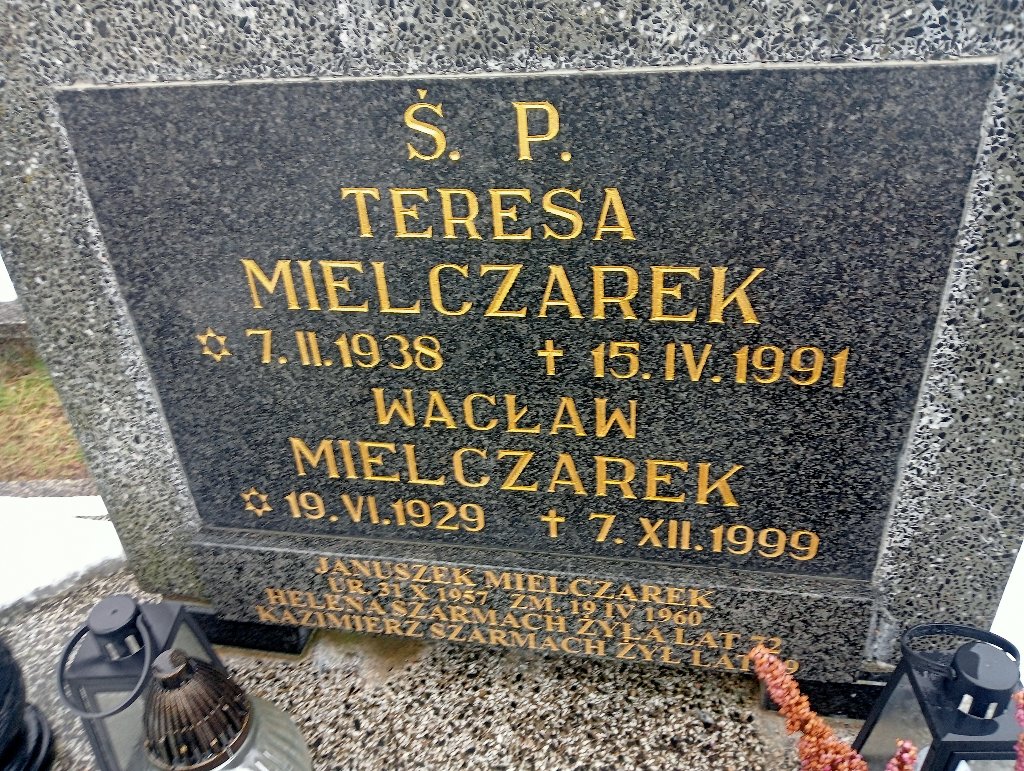 Ś. P.
TERESA
MIELCZAREK
✡ 7.II.1938 ✝ 15.IV.1991
WACŁAW
MIELCZAREK
✡ 19.VI.1929 ✝ 7.XII.1999
JANUSZEK MIELCZAREK
UR. 31 X 1957 ZM. 19 IV 1960
HELENA SZARMACH ŻYŁA LAT 72
KAZIMIERZ SZARMACH ŻYŁ LAT